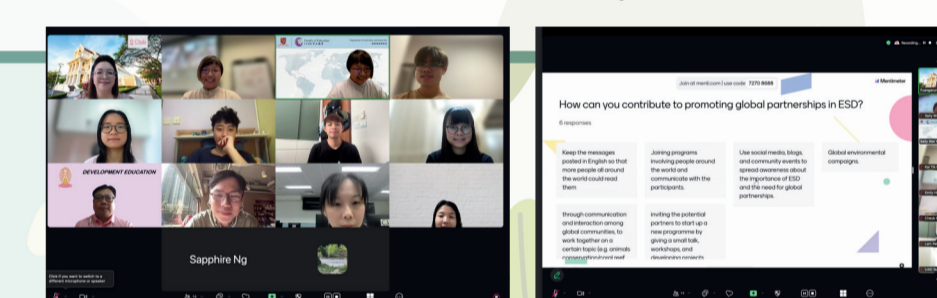 DEVELOPMENT EDUCATION
Sapphire Ng
Click if you want to switch to a
different microphone or speaker
Recording...
Join at menti.com | use code 7270 8688
Mentimeter
How can you contribute to promoting global partnerships in ESD?
6 responses
Keep the messages
posted in English so that
more people all around
the world could read
them
Joining programs
involving people around
the world and
communicate with the
participants.
Use social media, blogs,
and community events to
spread awareness about
the importance of ESD
and the need for global
partnerships.
Global environmental
campaigns.
through communication
and interaction among
global communities, to
work together on a
certain topic (e.g. animals
conservation/coral reef
inviting the potential
partners to start up a
new programme by
giving a small talk,
workshops, and
developing projects